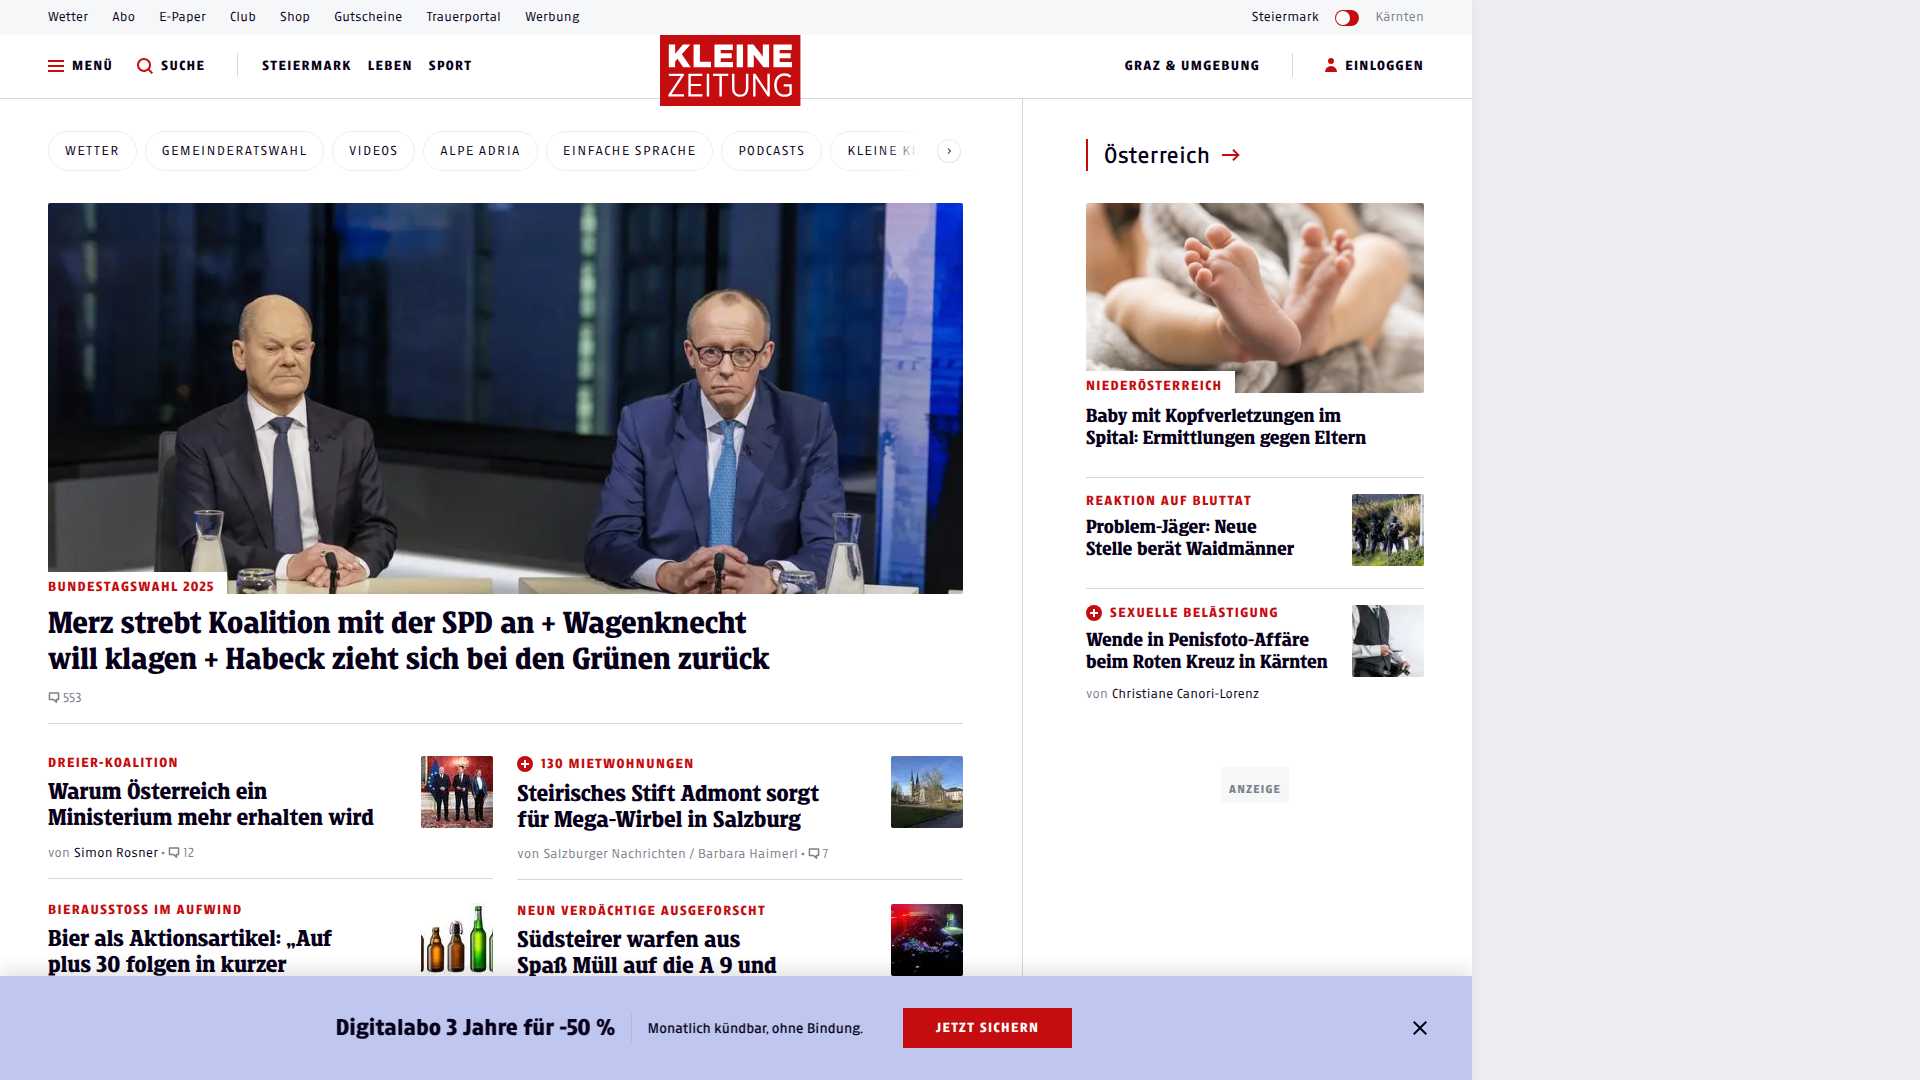 Wetter Abo E-Paper Club Shop Gutscheine Trauerportal Werbung
Steiermark Kärnten
MENÜ SUCHE STEIERMARK LEBEN SPORT
KLEINE
ZEITUNG
GRAZ & UMGEBUNG EINLOGGEN
WETTER GEMEINDERATSWAHL VIDEOS ALPE ADRIA EINFACHE SPRACHE PODCASTS KLEINE
BUNDESTAGSWAHL 2025
Merz strebt Koalition mit der SPD an + Wagenknecht
will klagen + Habeck zieht sich bei den Grünen zurück
553
DREIER-KOALITION
Warum Österreich ein
Ministerium mehr erhalten wird
von Simon Rosner • 12
130 MIETWOHNUNGEN
Steirisches Stift Admont sorgt
für Mega-Wirbel in Salzburg
von Salzburger Nachrichten / Barbara Haimerl • 7
BIERAUSSTOSS IM AUFWIND
Bier als Aktionsartikel: „Auf
plus 30 folgen in kurzer
NEUN VERDÄCHTIGE AUSGEFORSCHT
Südsteirer warfen aus
Spaß Müll auf die A 9 und
Österreich →
NIEDERÖSTERREICH
Baby mit Kopfverletzungen im
Spital: Ermittlungen gegen Eltern
REAKTION AUF BLUTTAT
Problem-Jäger: Neue
Stelle berät Waidmänner
SEXUELLE BELÄSTIGUNG
Wende in Penisfoto-Affäre
beim Roten Kreuz in Kärnten
von Christiane Canori-Lorenz
ANZEIGE
Digitalabo 3 Jahre für -50 %
Monatlich kündbar, ohne Bindung.
JETZT SICHERN